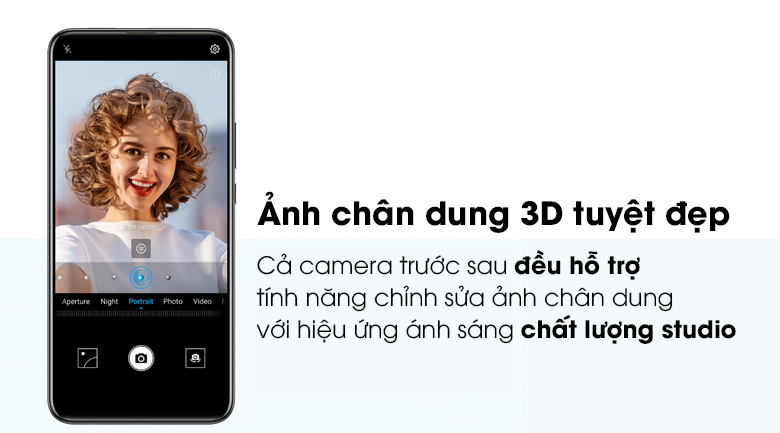 Ảnh chân dung 3D tuyệt đẹp
Cả camera trước sau đều hỗ trợ
tính năng chỉnh sửa ảnh chân dung
với hiệu ứng ánh sáng chất lượng studio
Aperture Night Portrait Photo Video